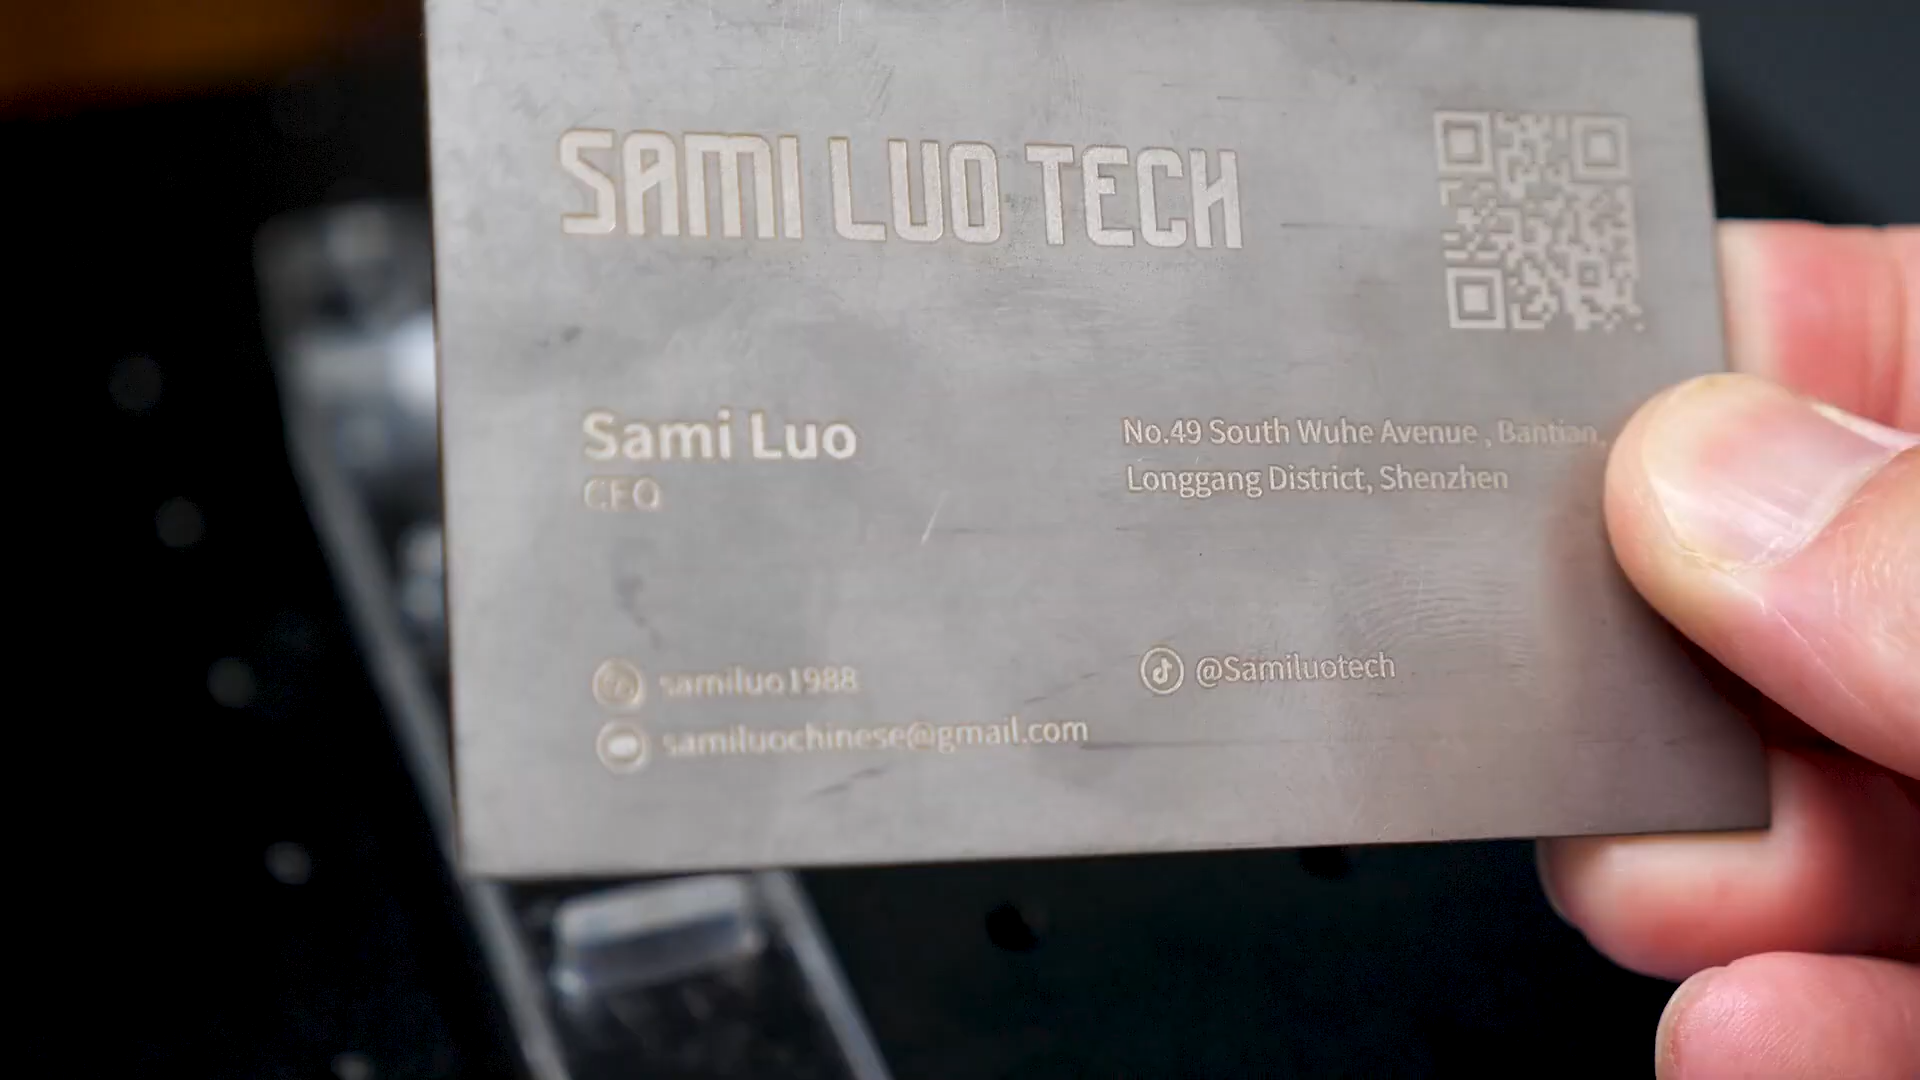 SAMI LUO TECH
Sami Luo
CEO
No.49 South Wuhe Avenue , Bantian,
Longgang District, Shenzhen
samiluo1988
samiluochinese@gmail.com
@Samiluotech